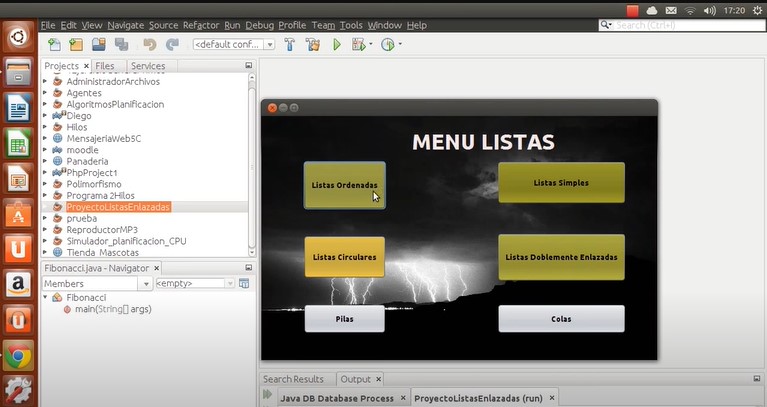 17:20
File Edit View Navigate Source Refactor Run Debug Profile Team Tools Window Help
Search (Ctrl+I)
<default conf...
Projects Files Services
AdministradorArchivos
Agentes
AlgoritmosPlanificacion
Diego
Hilos
MensajeriaWebSC
moodle
Panaderia
PhpProject1
Polimorfismo
Programa 2Hilos
ProyectoListasEnlazadas
prueba
ReproductorMP3
Simulador_planificacion_CPU
Tienda_Mascotas
Fibonacci.java - Navigator
Members <empty>
Fibonacci
main(String[] args)
MENU LISTAS
Listas Ordenadas
Listas Simples
Listas Circulares
Listas Doblemente Enlazadas
Pilas
Colas
Search Results Output
Java DB Database Process ProyectoListasEnlazadas (run)